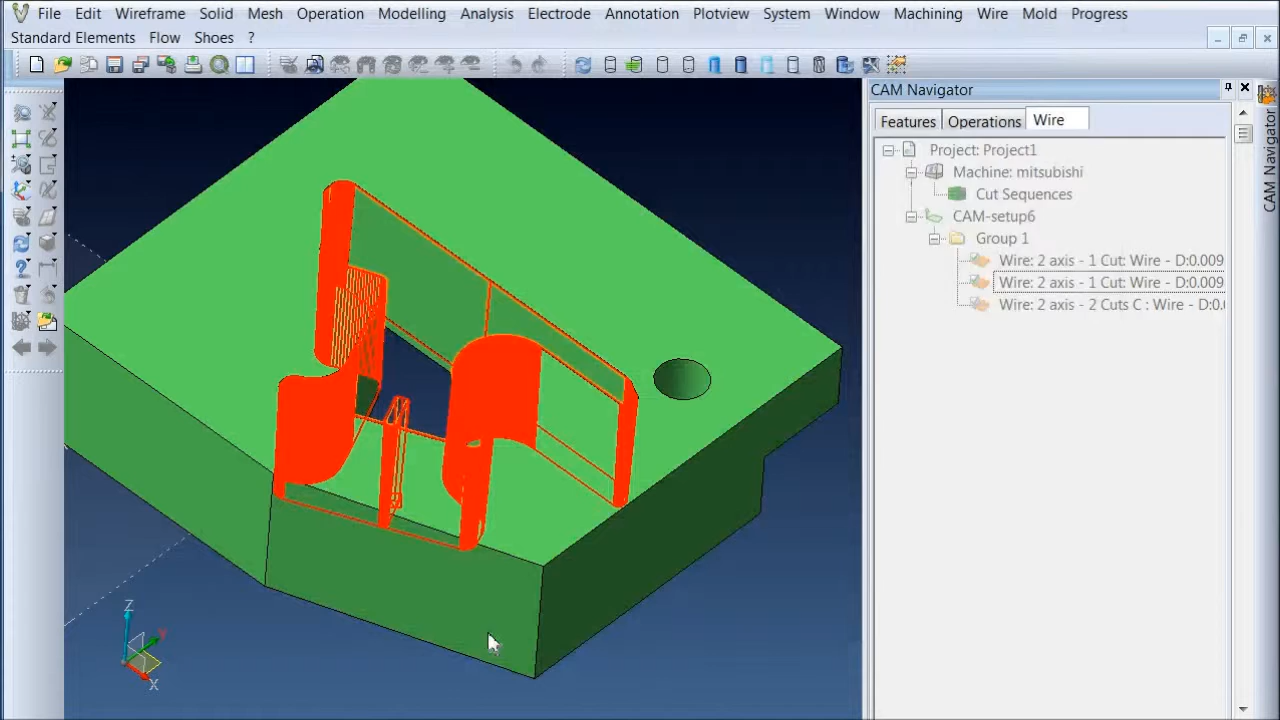 File Edit Wireframe Solid Mesh Operation Modelling Analysis Electrode Annotation Plotview System Window Machining Wire Mold Progress
Standard Elements Flow Shoes ?
CAM Navigator
Features Operations Wire
Project: Project1
Machine: mitsubishi
Cut Sequences
CAM-setup6
Group 1
Wire: 2 axis - 1 Cut: Wire - D:0.009
Wire: 2 axis - 1 Cut: Wire - D:0.009
Wire: 2 axis - 2 Cuts C : Wire - D:0.
CAM Navigator
Z
Y
X